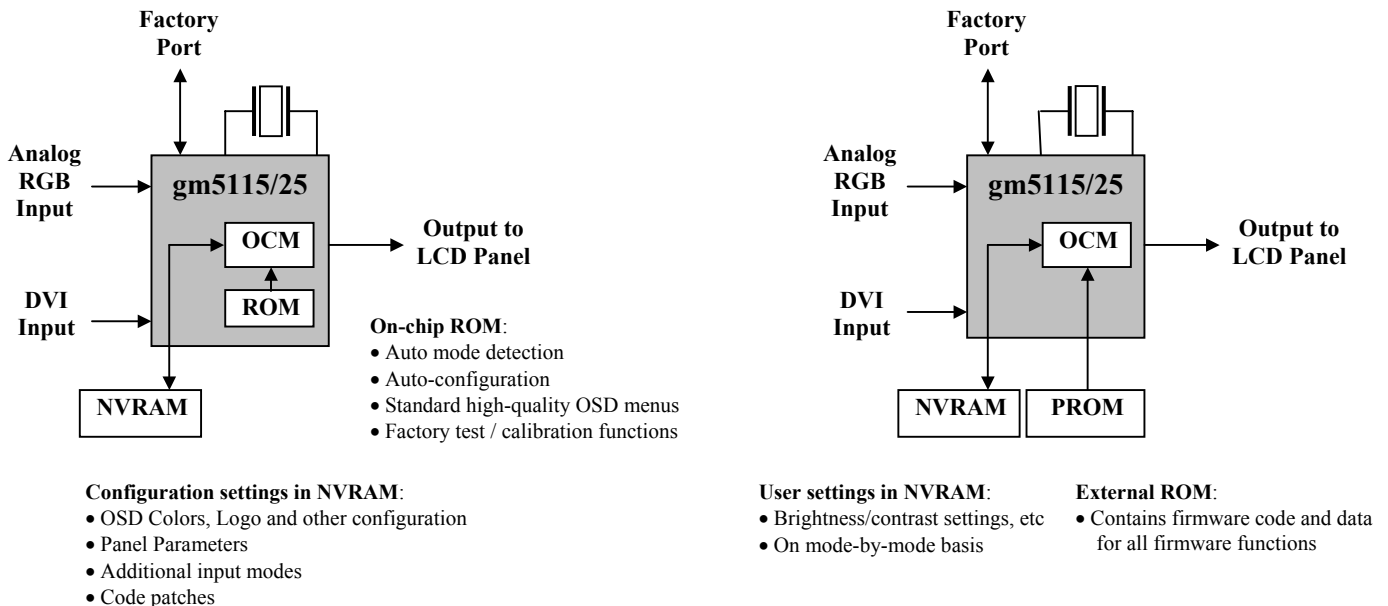 Factory
Port
Analog
RGB
Input
gm5115/25
OCM
Output to
LCD Panel
ROM
DVI
Input
NVRAM
On-chip ROM:
• Auto mode detection
• Auto-configuration
• Standard high-quality OSD menus
• Factory test / calibration functions
Configuration settings in NVRAM:
• OSD Colors, Logo and other configuration
• Panel Parameters
• Additional input modes
• Code patches
Factory
Port
Analog
RGB
Input
gm5115/25
OCM
Output to
LCD Panel
DVI
Input
NVRAM
PROM
User settings in NVRAM:
• Brightness/contrast settings, etc
• On mode-by-mode basis
External ROM:
• Contains firmware code and data
for all firmware functions